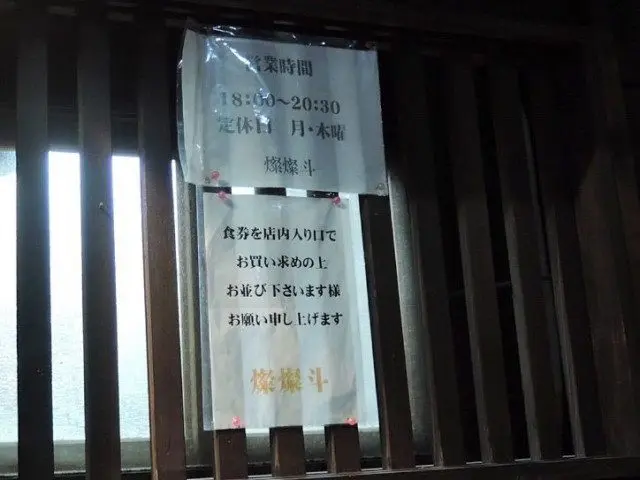 営業時間
18:00～20:30
定休日 月・木曜
燦燦斗
食券を店内入り口で
お買い求めの上
お並び下さいます様
お願い申し上げます
燦燦斗